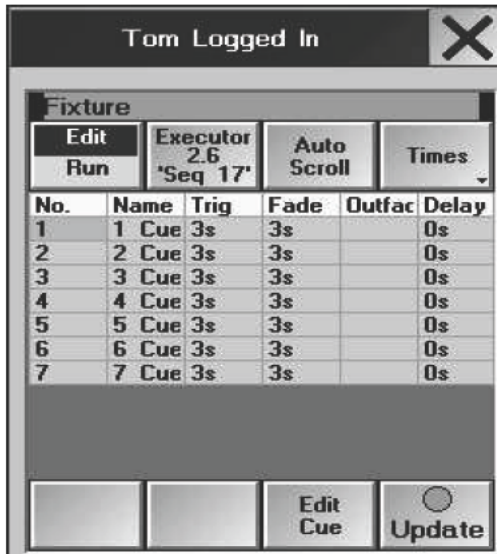 Tom Logged In
Fixture
Edit
Run
Executor
2.6
'Seq 17'
Auto
Scroll
Times
No. Name Trig Fade Outfac Delay
1 1 Cue 3s 3s 0s
2 2 Cue 3s 3s 0s
3 3 Cue 3s 3s 0s
4 4 Cue 3s 3s 0s
5 5 Cue 3s 3s 0s
6 6 Cue 3s 3s 0s
7 7 Cue 3s 3s 0s
Edit
Cue
Update